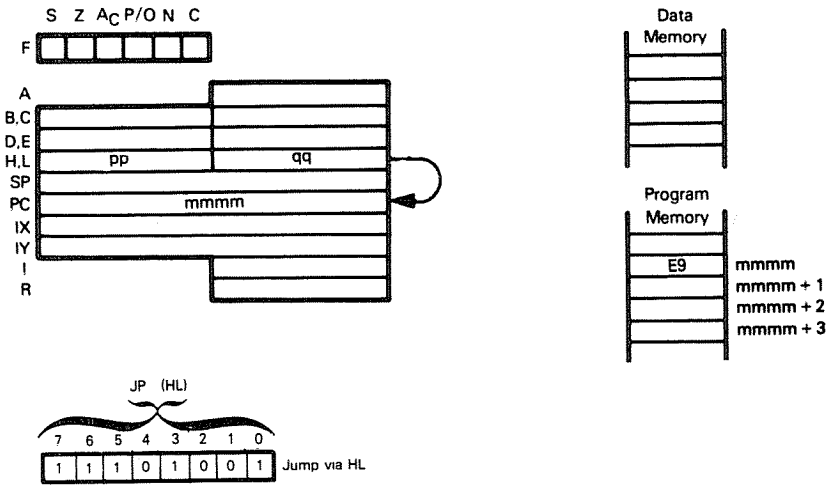 S Z AC P/O N C
F
A
B,C
D,E
H,L pp qq
SP
PC mmmm
IX
IY
I
R
Data
Memory
Program
Memory
E9 mmmm
mmmm + 1
mmmm + 2
mmmm + 3
JP (HL)
7 6 5 4 3 2 1 0
1 1 1 0 1 0 0 1 Jump via HL